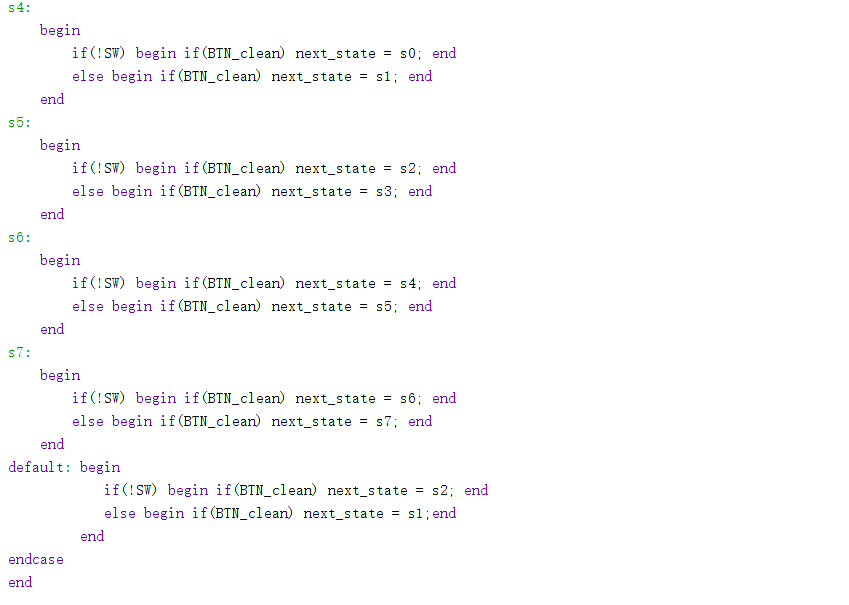 s4:
    begin
        if(!SW) begin if(BTN_clean) next_state = s0; end
        else begin if(BTN_clean) next_state = s1; end
    end
s5:
    begin
        if(!SW) begin if(BTN_clean) next_state = s2; end
        else begin if(BTN_clean) next_state = s3; end
    end
s6:
    begin
        if(!SW) begin if(BTN_clean) next_state = s4; end
        else begin if(BTN_clean) next_state = s5; end
    end
s7:
    begin
        if(!SW) begin if(BTN_clean) next_state = s6; end
        else begin if(BTN_clean) next_state = s7; end
    end
default: begin
            if(!SW) begin if(BTN_clean) next_state = s2; end
            else begin if(BTN_clean) next_state = s1;end
         end
endcase
end